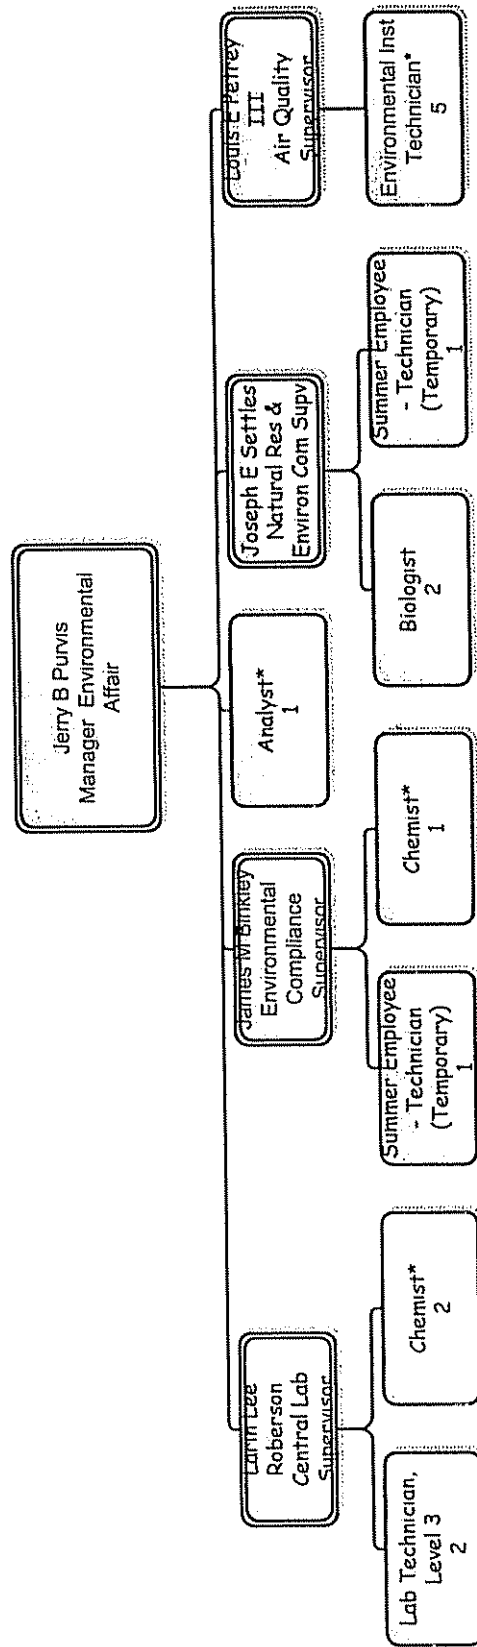 Jerry B Purvis
Manager Environmental
Affair
Larin Lee
Roberson
Central Lab
Supervisor
James M Binkley
Environmental
Compliance
Supervisor
Analyst*
1
Joseph E Settles
Natural Res &
Environ Com Supv
Louis E Petrey
III
Air Quality
Supervisor
Lab Technician,
Level 3
2
Chemist*
2
Summer Employee
- Technician
(Temporary)
1
Chemist*
1
Biologist
2
Summer Employee
- Technician
(Temporary)
1
Environmental Inst
Technician*
5